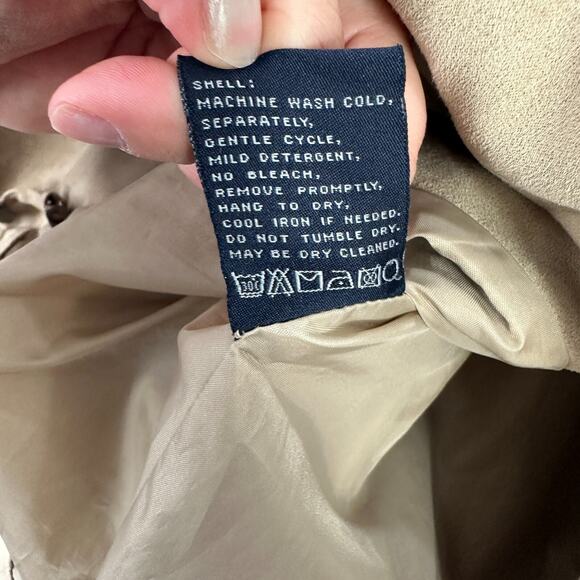 SHELL:
MACHINE WASH COLD,
SEPARATELY,
GENTLE CYCLE,
MILD DETERGENT,
NO BLEACH,
REMOVE PROMPTLY,
HANG TO DRY,
COOL IRON IF NEEDED.
DO NOT TUMBLE DRY.
MAY BE DRY CLEANED.
30